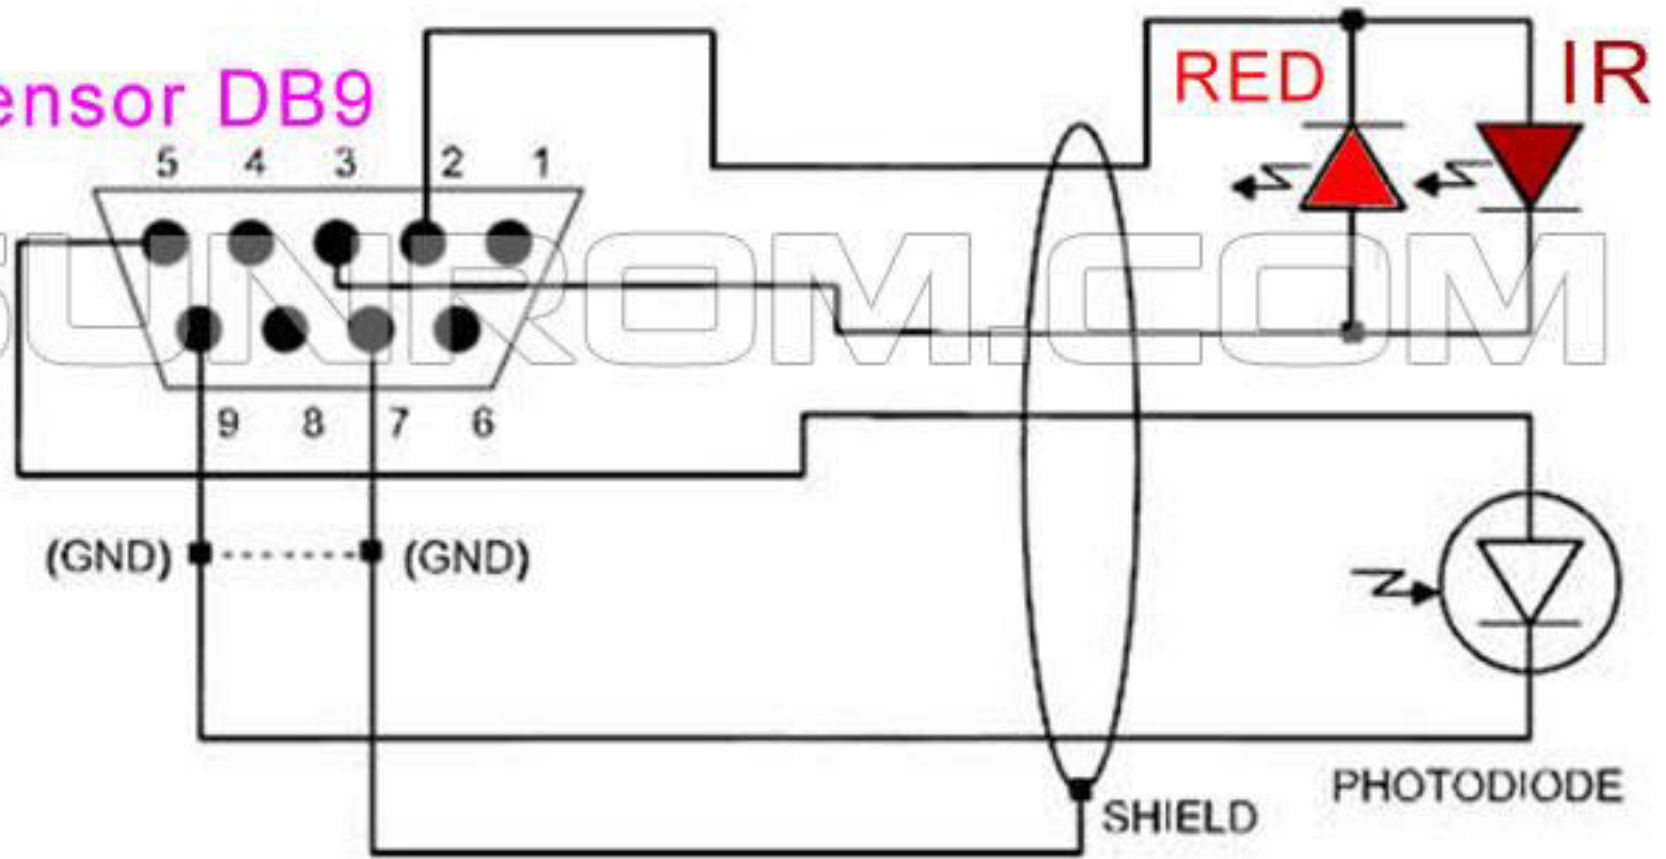 RED IR
ensor DB9
5 4 3 2 1
SUNROM.COM
9 8 7 6
(GND) (GND)
PHOTODIODE
SHIELD